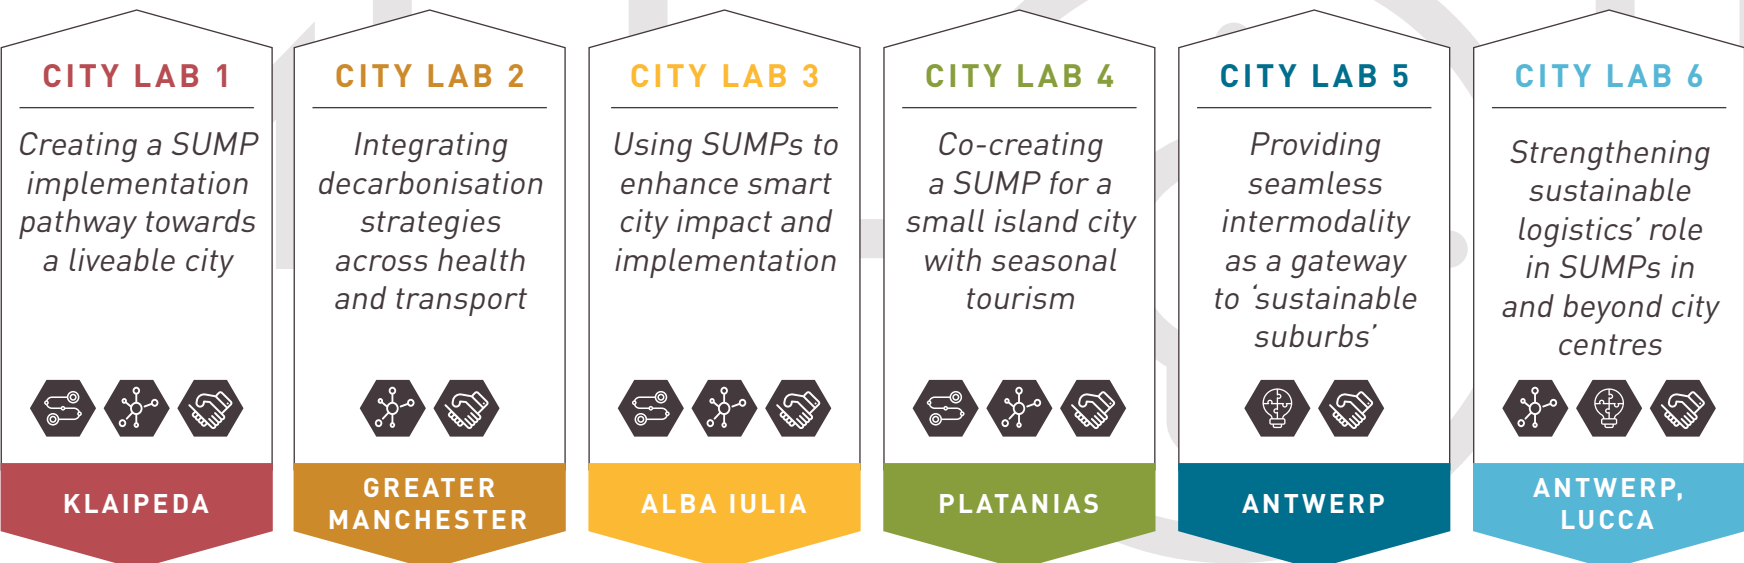 CITY LAB 1
Creating a SUMP
implementation
pathway towards
a liveable city
KLAIPEDA
CITY LAB 2
Integrating
decarbonisation
strategies
across health
and transport
GREATER
MANCHESTER
CITY LAB 3
Using SUMPs to
enhance smart
city impact and
implementation
ALBA IULIA
CITY LAB 4
Co-creating
a SUMP for a
small island city
with seasonal
tourism
PLATANIAS
CITY LAB 5
Providing
seamless
intermodality
as a gateway
to ‘sustainable
suburbs’
ANTWERP
CITY LAB 6
Strengthening
sustainable
logistics’ role
in SUMPs in
and beyond city
centres
ANTWERP,
LUCCA